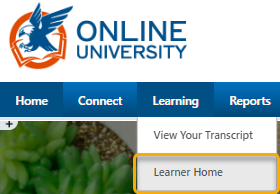 ONLINE
UNIVERSITY
Home Connect Learning Reports
+
View Your Transcript
Learner Home